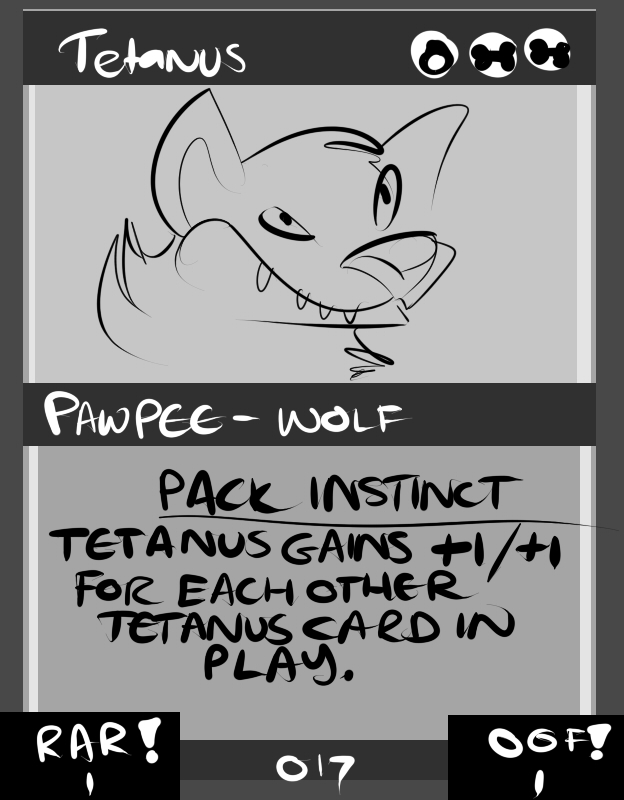 Tetanus
PAWPEE - WOLF
PACK INSTINCT
TETANUS GAINS +1/+1
FOR EACH OTHER
TETANUS CARD IN
PLAY.
RAR!
1
017
OOF!
1